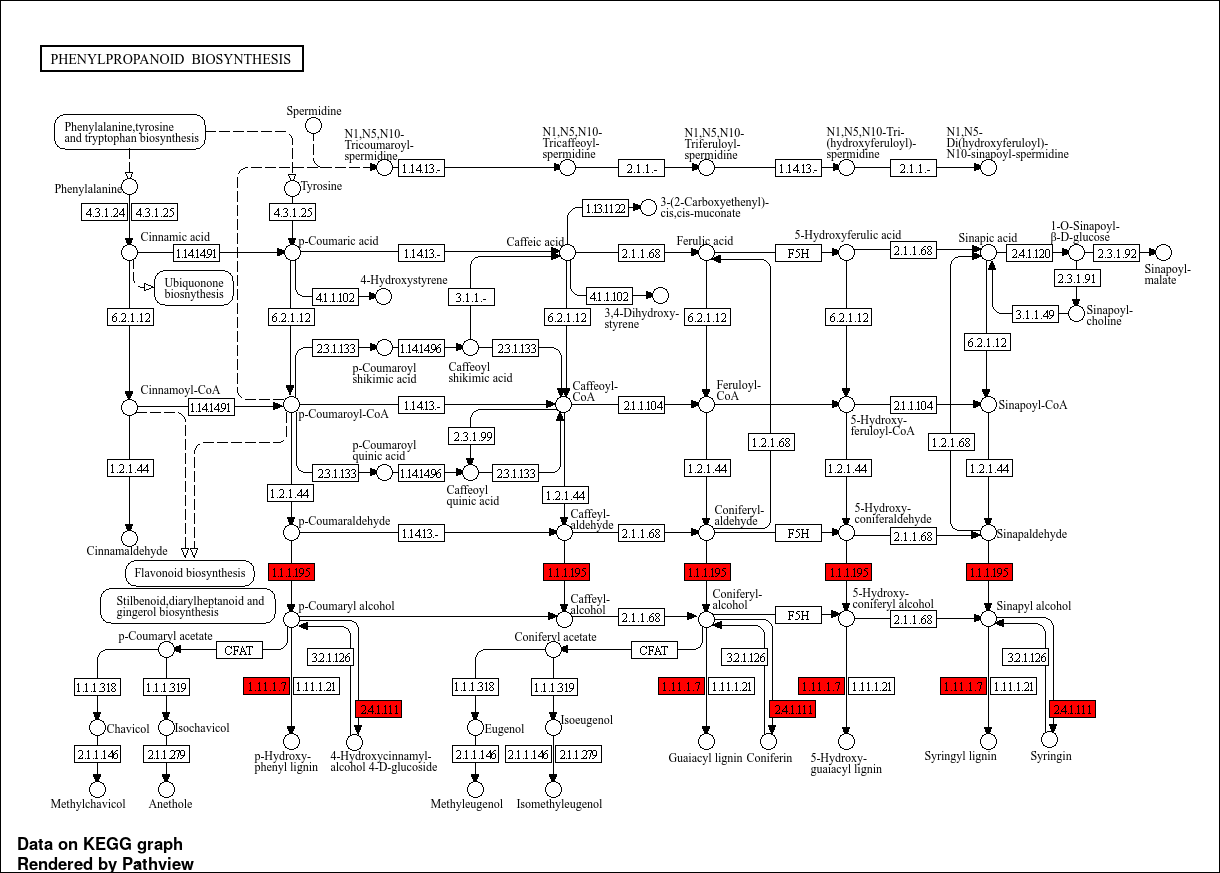 PHENYLPROPANOID BIOSYNTHESIS
Spermidine
Phenylalanine,tyrosine
and tryptophan biosynthesis
N1,N5,N10-
Tricoumaroyl-
spermidine
N1,N5,N10-
Tricaffeoyl-
spermidine
N1,N5,N10-
Triferuloyl-
spermidine
N1,N5,N10-Tri-
(hydroxyferuloyl)-
spermidine
N1,N5-
Di(hydroxyferuloyl)-
N10-sinapoyl-spermidine
1.14.13.-
2.1.1.-
1.14.13.-
2.1.1.-
Phenylalanine
Tyrosine
4.3.1.24
4.3.1.25
4.3.1.25
1.13.11.22
3-(2-Carboxyethenyl)-
cis,cis-muconate
Cinnamic acid
p-Coumaric acid
Caffeic acid
Ferulic acid
5-Hydroxyferulic acid
Sinapic acid
1-O-Sinapoyl-
β-D-glucose
1.14.14.91
1.14.13.-
2.1.1.68
F5H
2.1.1.68
2.4.1.120
2.3.1.92
Sinapoyl-
malate
Ubiquonone
biosnythesis
4-Hydroxystyrene
4.1.1.102
3.1.1.-
4.1.1.102
3,4-Dihydroxy-
styrene
2.3.1.91
3.1.1.49
Sinapoyl-
choline
6.2.1.12
6.2.1.12
6.2.1.12
6.2.1.12
6.2.1.12
6.2.1.12
2.3.1.133
1.14.14.96
2.3.1.133
p-Coumaroyl
shikimic acid
Caffeoyl
shikimic acid
Cinnamoyl-CoA
1.14.14.91
p-Coumaroyl-CoA
1.14.13.-
Caffeoyl-
CoA
2.1.1.104
Feruloyl-
CoA
5-Hydroxy-
feruloyl-CoA
2.1.1.104
Sinapoyl-CoA
p-Coumaroyl
quinic acid
2.3.1.99
1.2.1.68
1.2.1.68
2.3.1.133
1.14.14.96
2.3.1.133
Caffeoyl
quinic acid
1.2.1.44
1.2.1.44
1.2.1.44
1.2.1.44
1.2.1.44
1.2.1.44
p-Coumaraldehyde
1.14.13.-
Caffeyl-
aldehyde
2.1.1.68
Coniferyl-
aldehyde
F5H
5-Hydroxy-
coniferaldehyde
2.1.1.68
Sinapaldehyde
Cinnamaldehyde
Flavonoid biosynthesis
1.1.1.195
1.1.1.195
1.1.1.195
1.1.1.195
1.1.1.195
Stilbenoid,diarylheptanoid and
gingerol biosynthesis
p-Coumaryl alcohol
Caffeyl-
alcohol
2.1.1.68
Coniferyl-
alcohol
F5H
5-Hydroxy-
coniferyl alcohol
2.1.1.68
Sinapyl alcohol
p-Coumaryl acetate
CFAT
Coniferyl acetate
CFAT
3.2.1.126
3.2.1.126
3.2.1.126
1.1.1.318
1.1.1.319
1.11.1.7
1.11.1.21
1.1.1.318
1.1.1.319
1.11.1.7
1.11.1.21
1.11.1.7
1.11.1.21
1.11.1.7
1.11.1.21
2.4.1.111
2.4.1.111
2.4.1.111
Chavicol
Isochavicol
Eugenol
Isoeugenol
2.1.1.146
2.1.1.279
2.1.1.146
2.1.1.146
2.1.1.279
p-Hydroxy-
phenyl lignin
4-Hydroxycinnamyl-
alcohol 4-D-glucoside
Guaiacyl lignin
Coniferin
5-Hydroxy-
guaiacyl lignin
Syringyl lignin
Syringin
Methylchavicol
Anethole
Methyleugenol
Isomethyleugenol
Data on KEGG graph
Rendered by Pathview